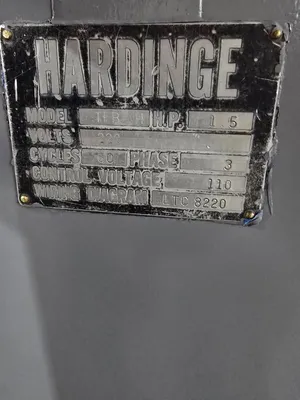 HARDINGE
MODEL H.P. 1.5
VOLTS
CYCLES PHASE 3
CONTROL VOLTAGE 110
WIRING DIAGRAM LTC 8220